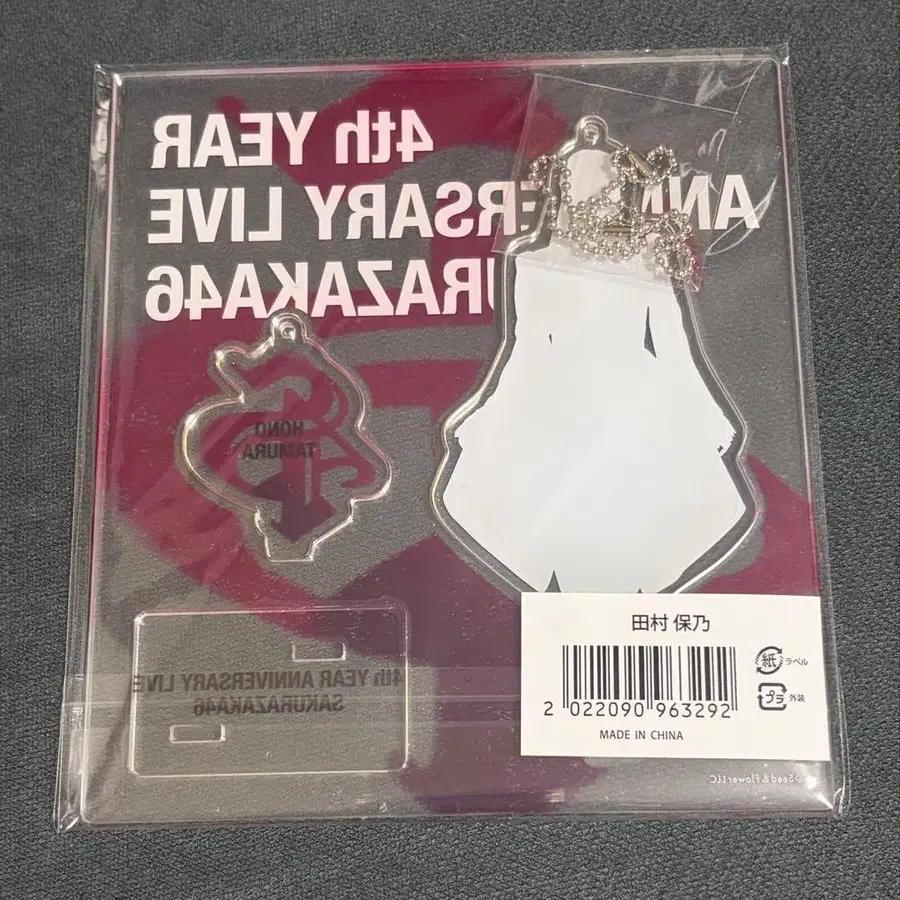 4th YEAR
ANNIVERSARY LIVE
SAKURAZAKA46
HONO
TAMURA
4th YEAR ANNIVERSARY LIVE
SAKURAZAKA46
田村 保乃
紙 ラベル
プラ 外装
2 022090 963292
MADE IN CHINA
© Seed & Flower LLC